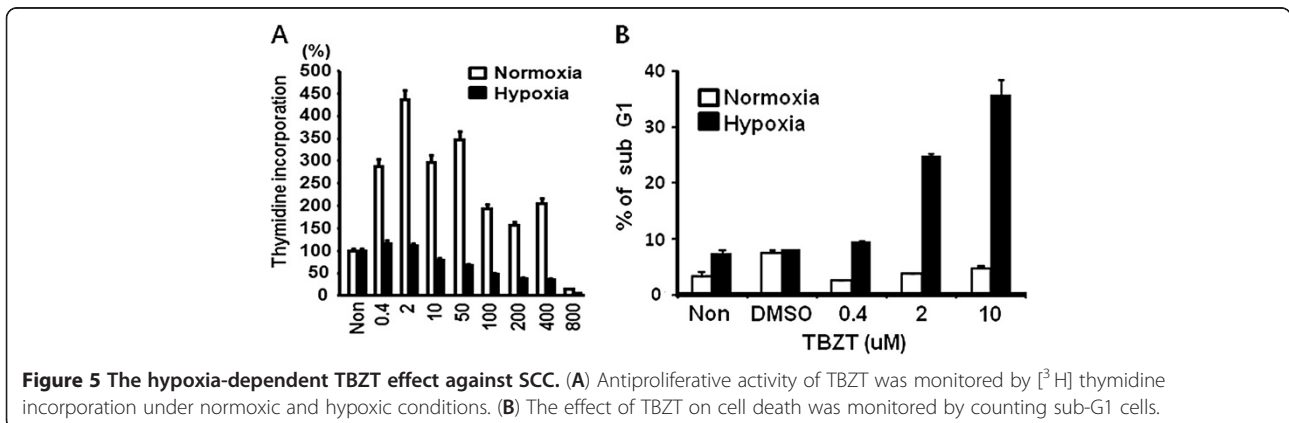 A
(%)
Thymidine incorporation
500
450
400
350
300
250
200
150
100
50
0
Normoxia
Hypoxia
Non 0.4 2 10 50 100 200 400 800
B
% of sub G1
40
30
20
10
0
Normoxia
Hypoxia
Non DMSO 0.4 2 10
TBZT (uM)
Figure 5 The hypoxia-dependent TBZT effect against SCC. (A) Antiproliferative activity of TBZT was monitored by [³ H] thymidine
incorporation under normoxic and hypoxic conditions. (B) The effect of TBZT on cell death was monitored by counting sub-G1 cells.